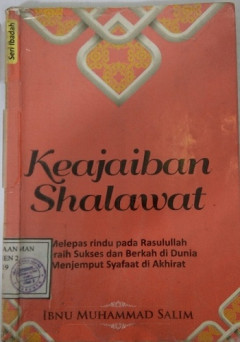 Seri Ibadah
Keajaiban
Shalawat
Melepas rindu pada Rasulullah
raih Sukses dan Berkah di Dunia
Menjemput Syafaat di Akhirat
IBNU MUHAMMAD SALIM